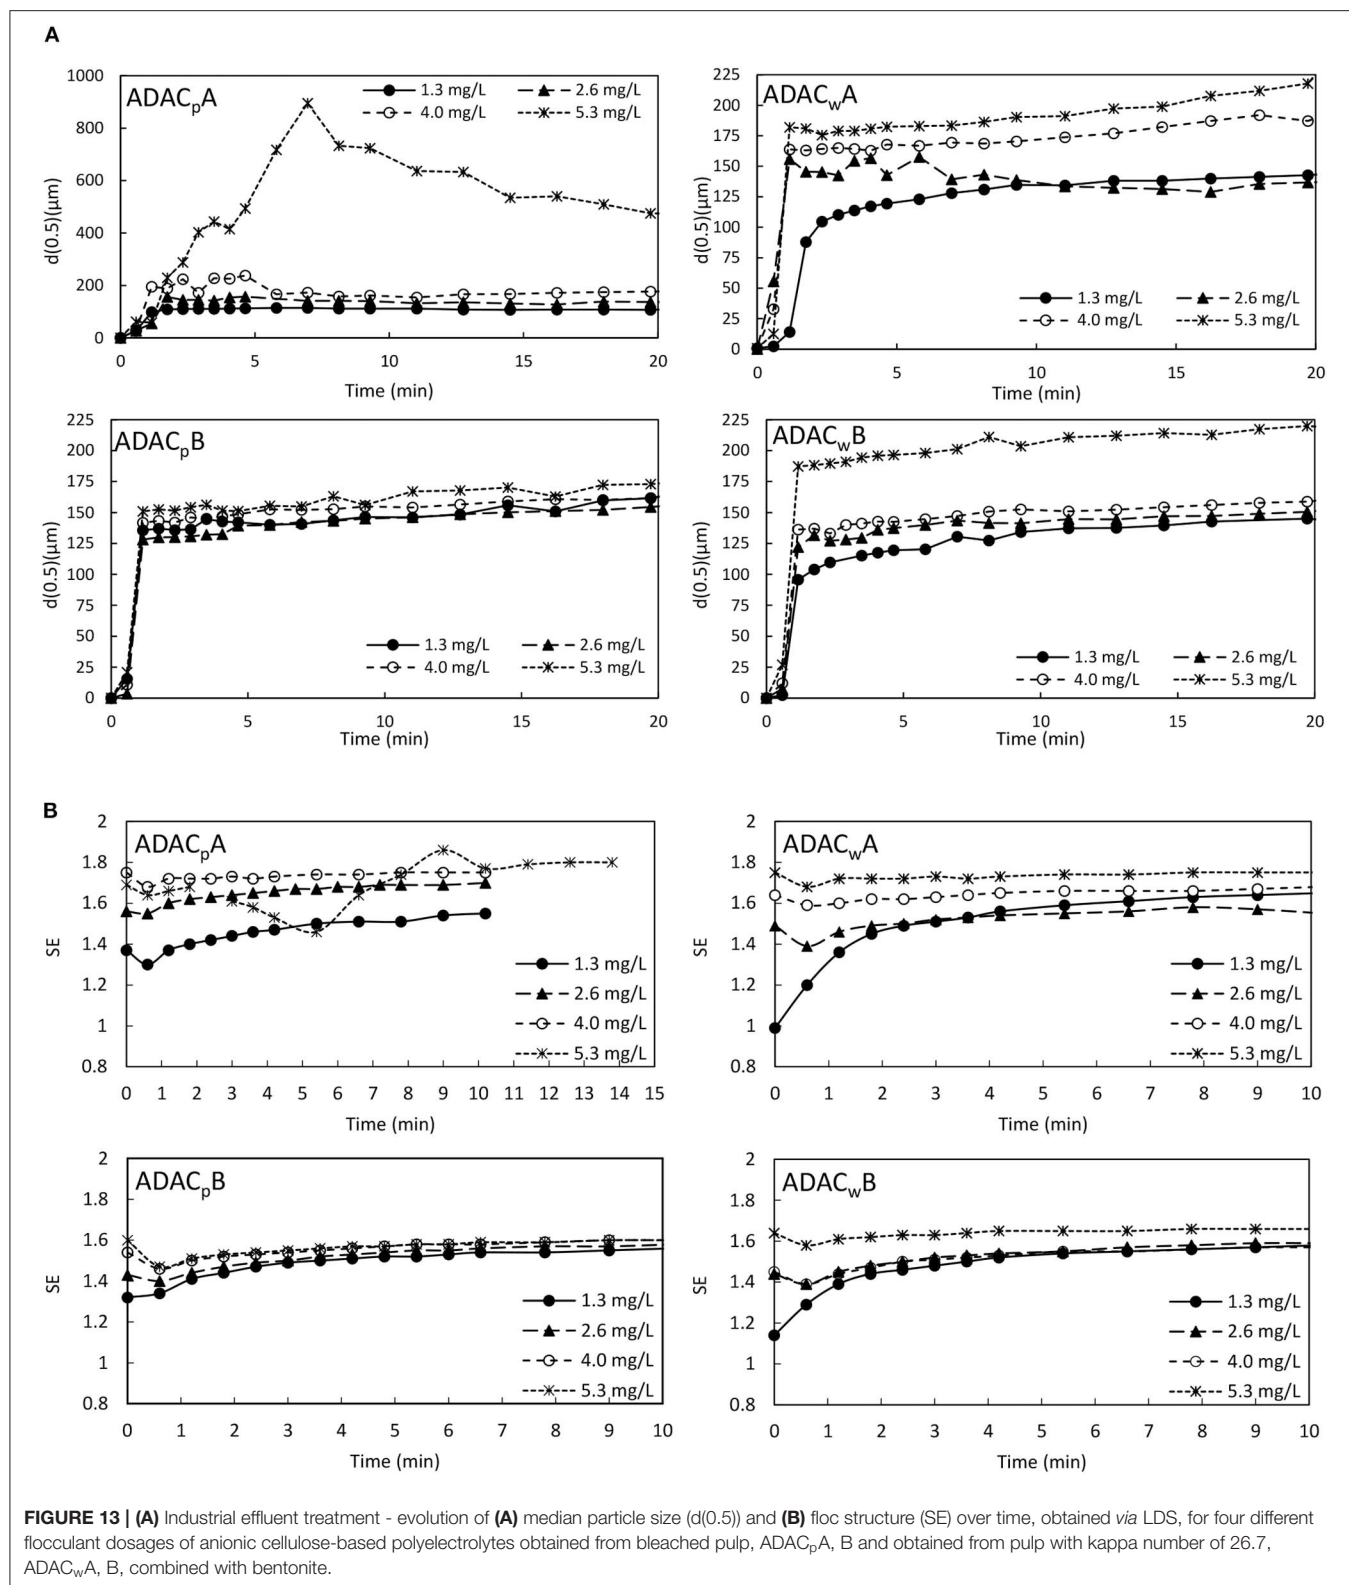 A
ADACpA
1.3 mg/L
2.6 mg/L
4.0 mg/L
5.3 mg/L
1000
800
600
400
200
0
d(0.5)(µm)
0 5 10 15 20
Time (min)
ADACwA
225
200
175
150
125
100
75
50
25
0
d(0.5)(µm)
1.3 mg/L
2.6 mg/L
4.0 mg/L
5.3 mg/L
0 5 10 15 20
Time (min)
ADACpB
225
200
175
150
125
100
75
50
25
0
d(0.5)(µm)
1.3 mg/L
2.6 mg/L
4.0 mg/L
5.3 mg/L
0 5 10 15 20
Time (min)
ADACwB
225
200
175
150
125
100
75
50
25
0
d(0.5)(µm)
1.3 mg/L
2.6 mg/L
4.0 mg/L
5.3 mg/L
0 5 10 15 20
Time (min)
B
ADACpA
2
1.8
1.6
1.4
1.2
1
0.8
SE
1.3 mg/L
2.6 mg/L
4.0 mg/L
5.3 mg/L
0 1 2 3 4 5 6 7 8 9 10 11 12 13 14 15
Time (min)
ADACwA
2
1.8
1.6
1.4
1.2
1
0.8
SE
1.3 mg/L
2.6 mg/L
4.0 mg/L
5.3 mg/L
0 1 2 3 4 5 6 7 8 9 10
Time (min)
ADACpB
2
1.8
1.6
1.4
1.2
1
0.8
SE
1.3 mg/L
2.6 mg/L
4.0 mg/L
5.3 mg/L
0 1 2 3 4 5 6 7 8 9 10
Time (min)
ADACwB
2
1.8
1.6
1.4
1.2
1
0.8
SE
1.3 mg/L
2.6 mg/L
4.0 mg/L
5.3 mg/L
0 1 2 3 4 5 6 7 8 9 10
Time (min)
FIGURE 13 | (A) Industrial effluent treatment - evolution of (A) median particle size (d(0.5)) and (B) floc structure (SE) over time, obtained via LDS, for four different
flocculant dosages of anionic cellulose-based polyelectrolytes obtained from bleached pulp, ADACpA, B and obtained from pulp with kappa number of 26.7,
ADACwA, B, combined with bentonite.